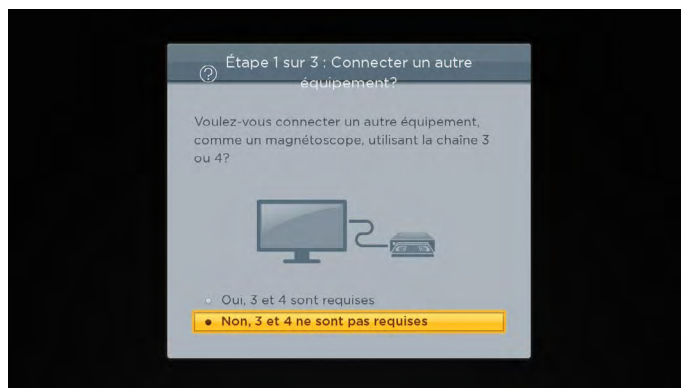 Étape 1 sur 3 : Connecter un autre
équipement?
Voulez-vous connecter un autre équipement,
comme un magnétoscope, utilisant la chaîne 3
ou 4?
Oui, 3 et 4 sont requises
Non, 3 et 4 ne sont pas requises